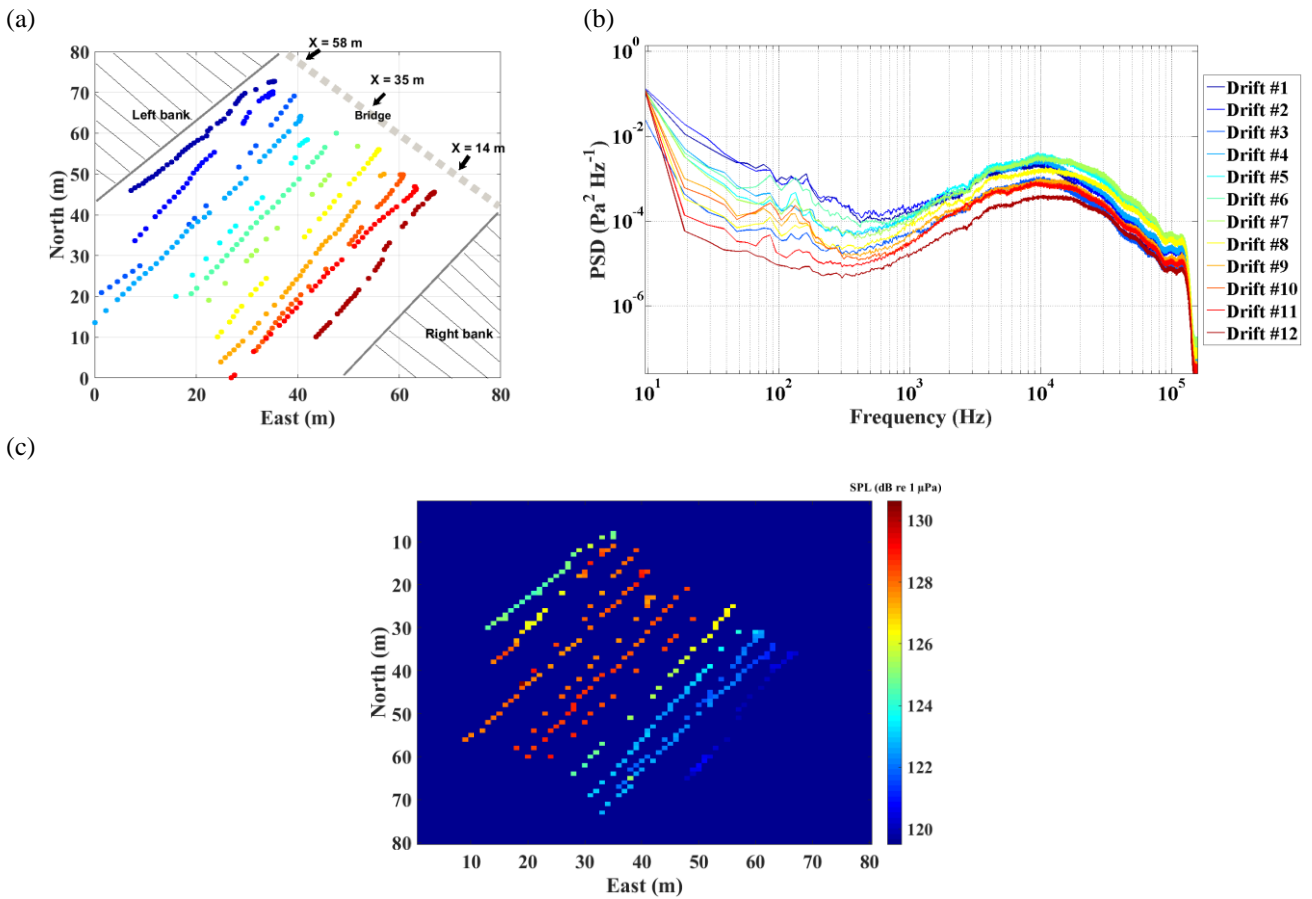 (a)
(b)
80
70
60
50
40
30
20
10
0
0
20
40
60
80
North (m)
East (m)
X = 58 m
X = 35 m
Bridge
X = 14 m
Left bank
Right bank
10^0
10^-2
10^-4
10^-6
PSD (Pa^2 Hz^-1)
10^1
10^2
10^3
10^4
10^5
Frequency (Hz)
Drift #1
Drift #2
Drift #3
Drift #4
Drift #5
Drift #6
Drift #7
Drift #8
Drift #9
Drift #10
Drift #11
Drift #12
(c)
SPL (dB re 1 µPa)
10
20
30
40
50
60
70
80
North (m)
10
20
30
40
50
60
70
80
East (m)
130
128
126
124
122
120